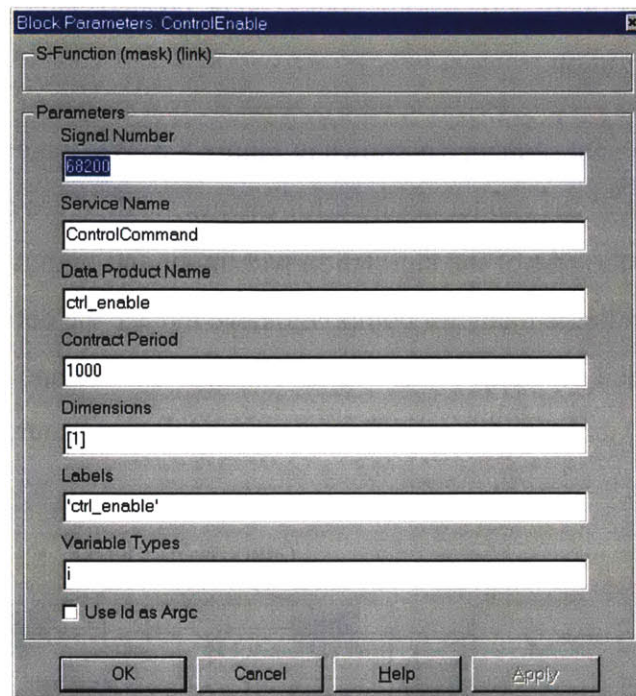 Block Parameters: ControlEnable
S-Function (mask) (link)
Parameters
Signal Number
68200
Service Name
ControlCommand
Data Product Name
ctrl_enable
Contract Period
1000
Dimensions
[1]
Labels
'ctrl_enable'
Variable Types
i
Use Id as Argc
OK Cancel Help Apply